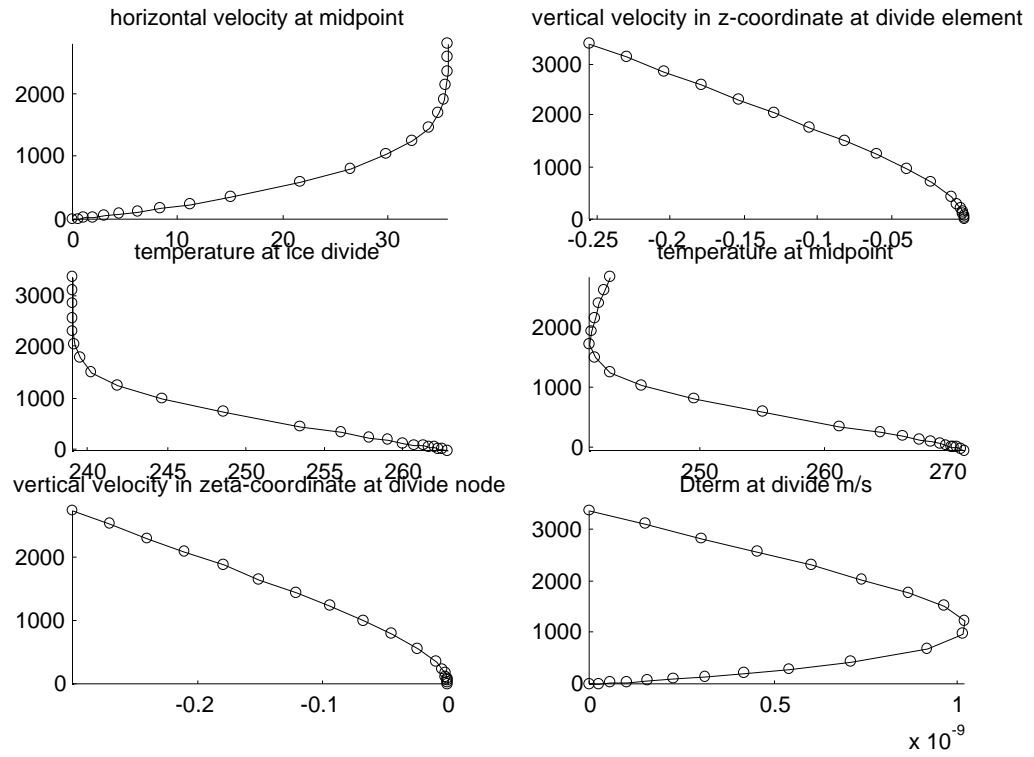 horizontal velocity at midpoint
2000
1000
0
0 10 20 30
vertical velocity in z-coordinate at divide element
3000
2000
1000
0
-0.25 -0.2 -0.15 -0.1 -0.05
temperature at ice divide
3000
2000
1000
0
240 245 250 255 260
temperature at midpoint
2000
1000
0
250 260 270
vertical velocity in zeta-coordinate at divide node
2000
1000
0
-0.2 -0.1 0
Dterm at divide m/s
3000
2000
1000
0
0 0.5 1
x 10^-9